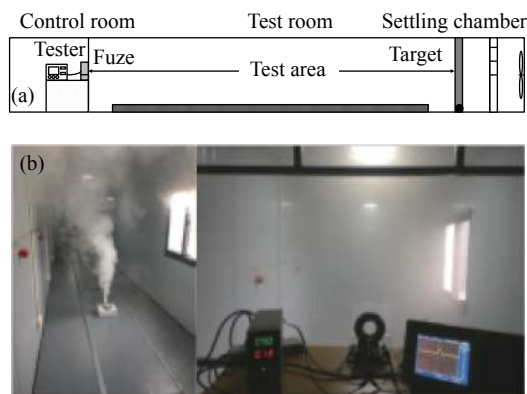 Control room Test room Settling chamber
Tester
Fuze
Target
Test area
(a)
(b)